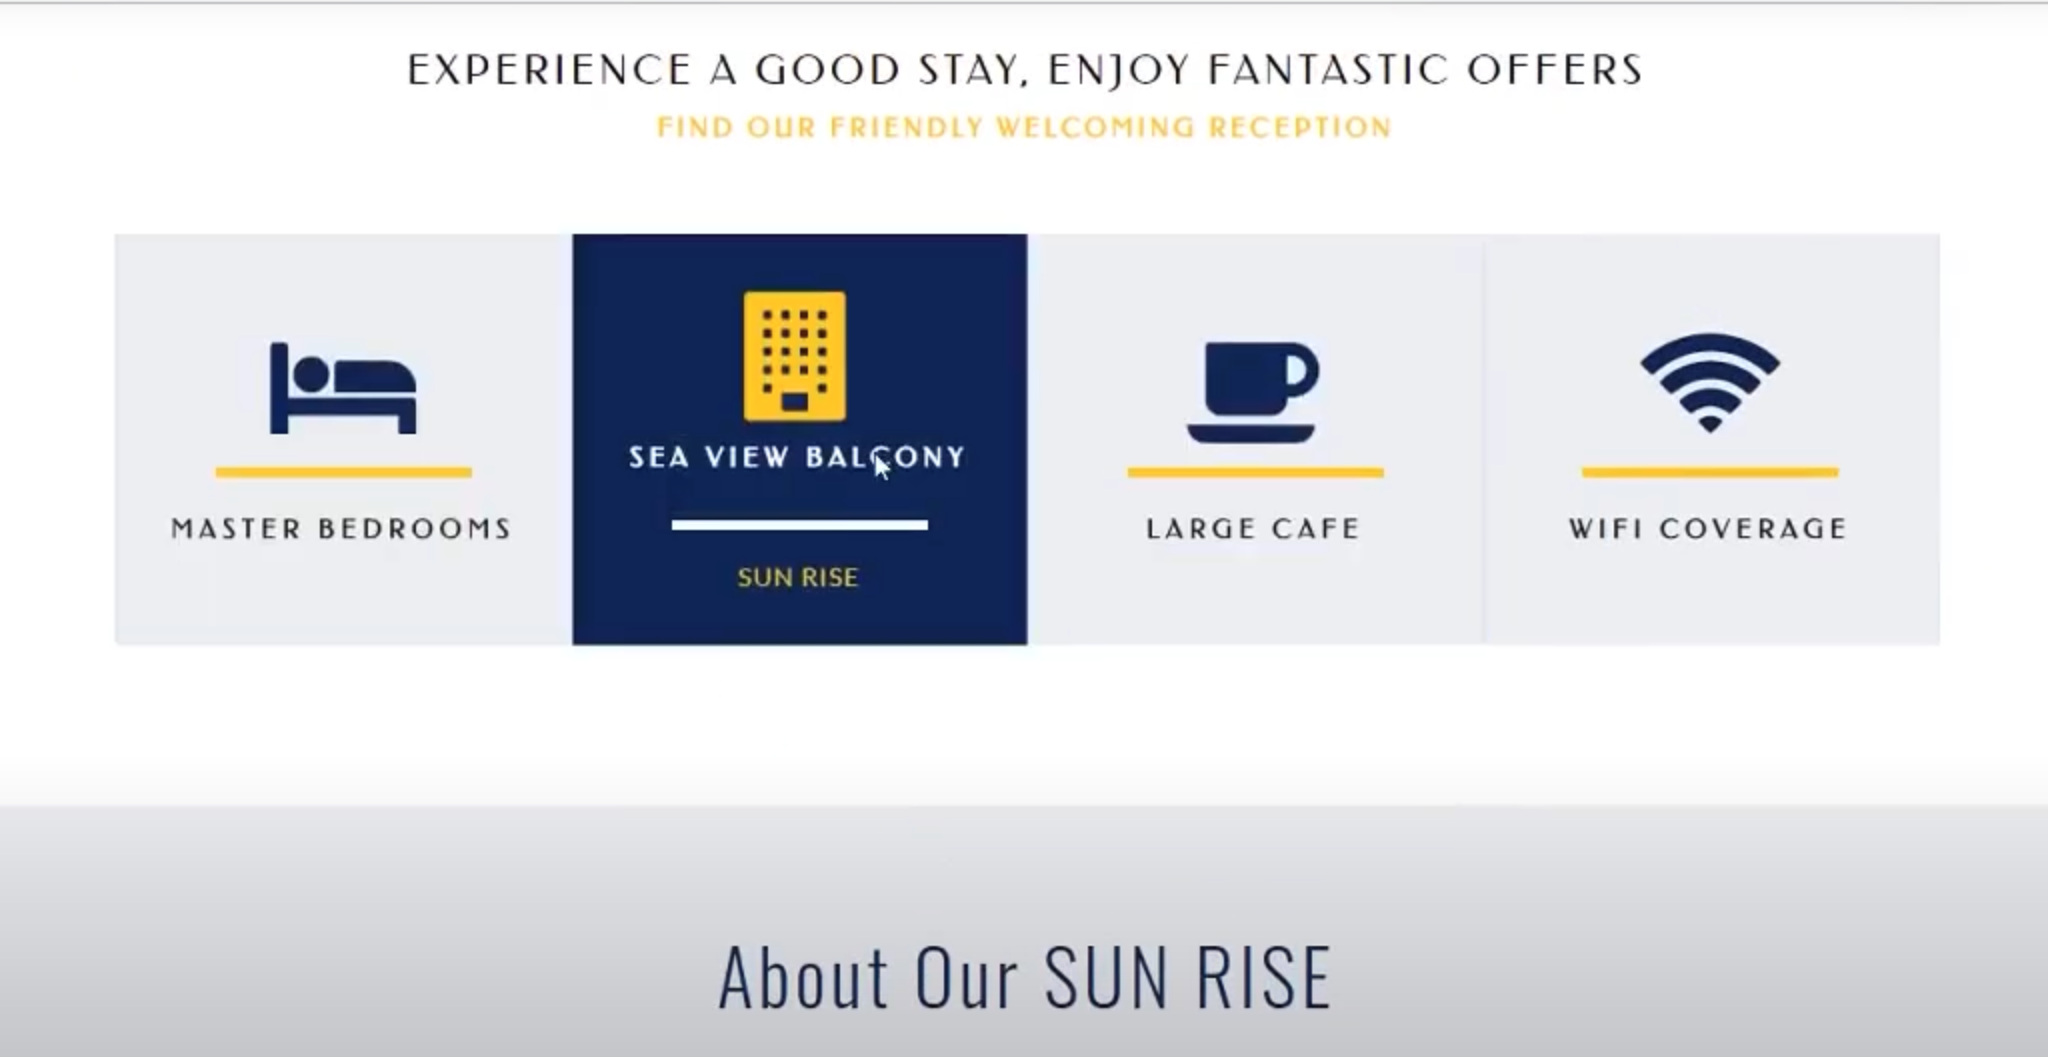 EXPERIENCE A GOOD STAY, ENJOY FANTASTIC OFFERS
FIND OUR FRIENDLY WELCOMING RECEPTION
MASTER BEDROOMS
SEA VIEW BALCONY
SUN RISE
LARGE CAFE
WIFI COVERAGE
About Our SUN RISE